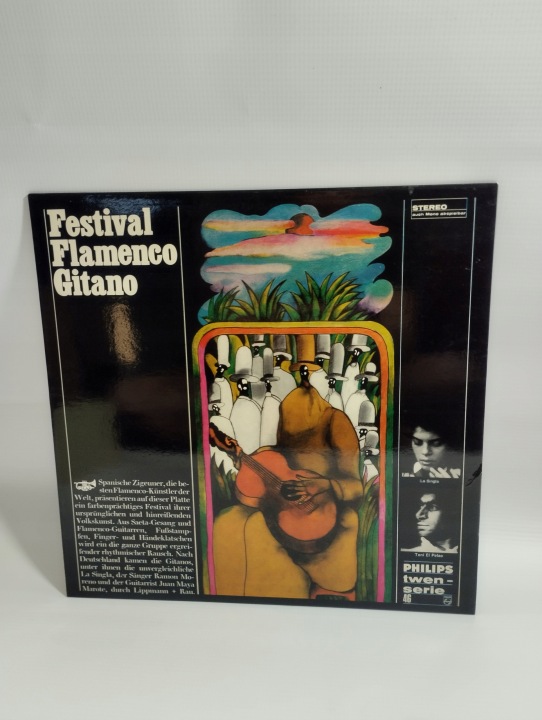 Festival
Flamenco
Gitano
STEREO
auch Mono abspielbar
Spanische Zigeuner, die be-
sten Flamenco-Künstler der
Welt, präsentieren auf dieser Platte
ein farbenprächtiges Festival ihrer
ursprünglichen und hinreißenden
Volkskunst. Aus Saeta-Gesang und
Flamenco-Guitarren, Fußstamp-
fen, Finger- und Händeklatschen
wird ein die ganze Gruppe ergrei-
fender rhythmischer Rausch. Nach
Deutschland kamen die Gitanos,
unter ihnen die unvergleichliche
La Singla, der Sänger Ramon Mo-
reno und der Guitarrist Juan Maya
Marote, durch Lippmann + Rau.
La Singla
Toni El Pelao
PHILIPS
twen-
serie
46